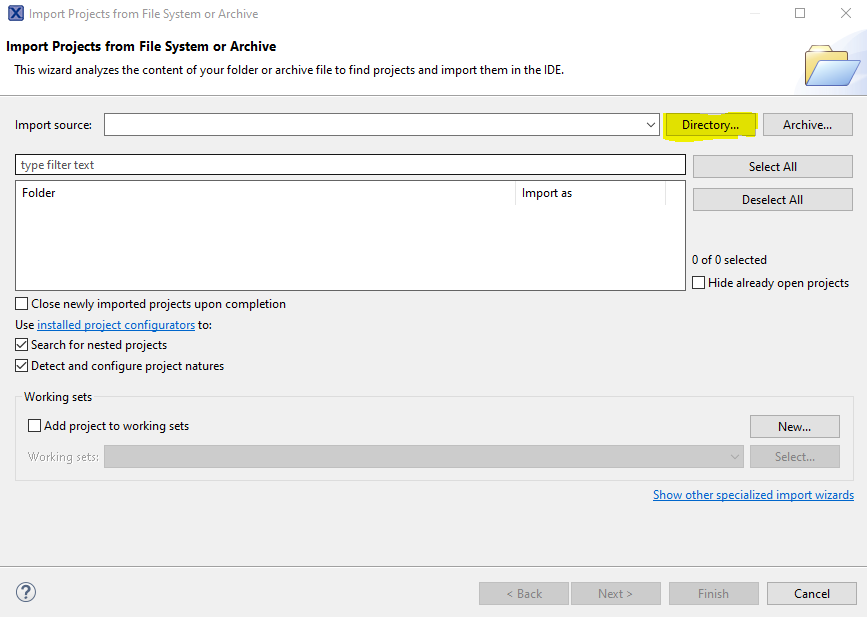 Import Projects from File System or Archive
Import Projects from File System or Archive
This wizard analyzes the content of your folder or archive file to find projects and import them in the IDE.
Import source: Directory... Archive...
type filter text Select All
Folder Import as
Deselect All
0 of 0 selected
Hide already open projects
Close newly imported projects upon completion
Use installed project configurators to:
Search for nested projects
Detect and configure project natures
Working sets
Add project to working sets New...
Working sets: Select...
Show other specialized import wizards
? < Back Next > Finish Cancel